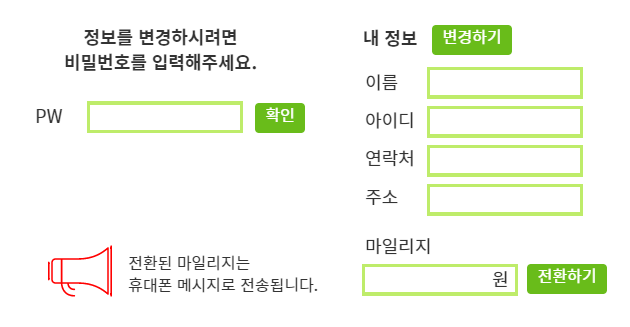 정보를 변경하시려면
비밀번호를 입력해주세요.
PW
확인
전환된 마일리지는
휴대폰 메시지로 전송됩니다.
내 정보 변경하기
이름
아이디
연락처
주소
마일리지
원 전환하기